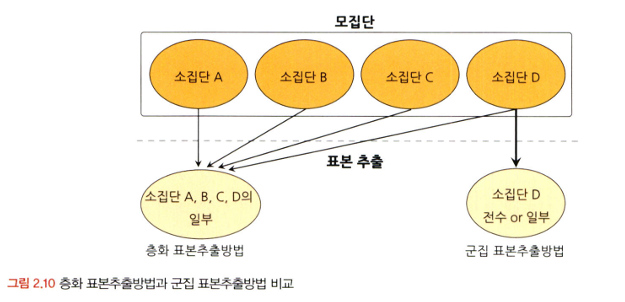 모집단
소집단 A
소집단 B
소집단 C
소집단 D
표본 추출
소집단 A, B, C, D의
일부
소집단 D
전수 or 일부
층화 표본추출방법
군집 표본추출방법
그림 2.10 층화 표본추출방법과 군집 표본추출방법 비교